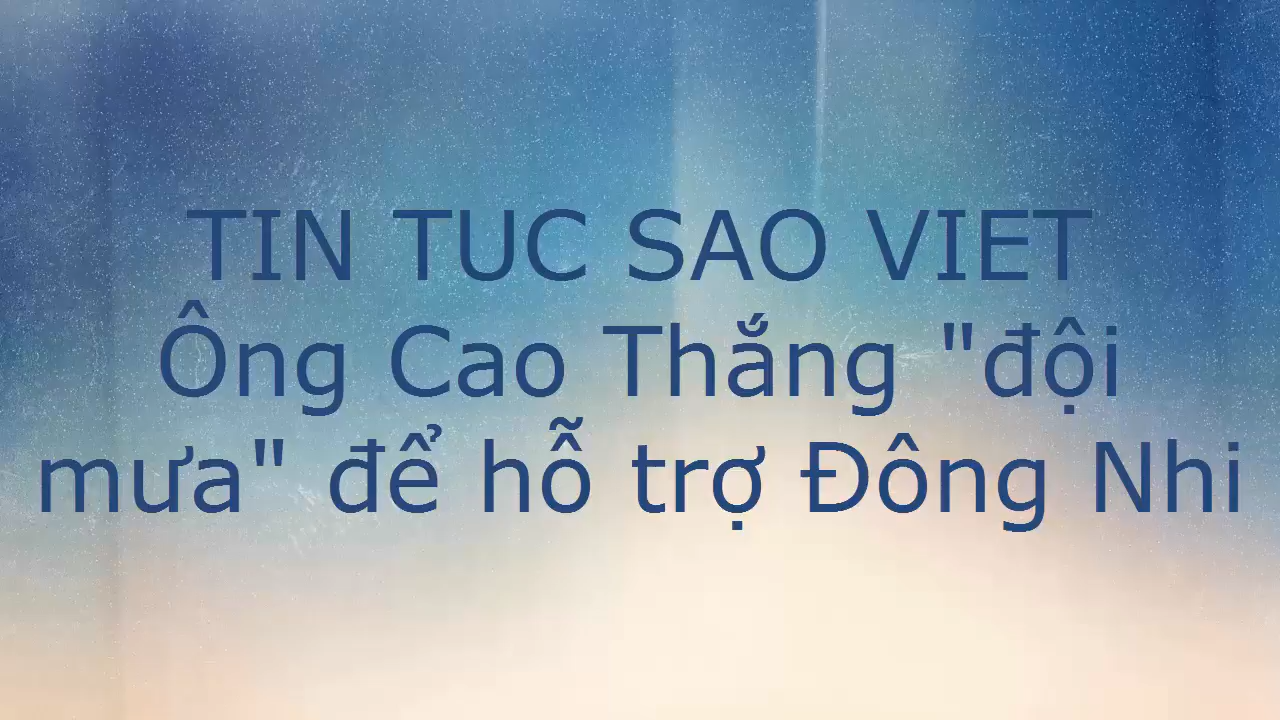 TIN TUC SAO VIET
Ông Cao Thắng "đội
mưa" để hỗ trợ Đông Nhi